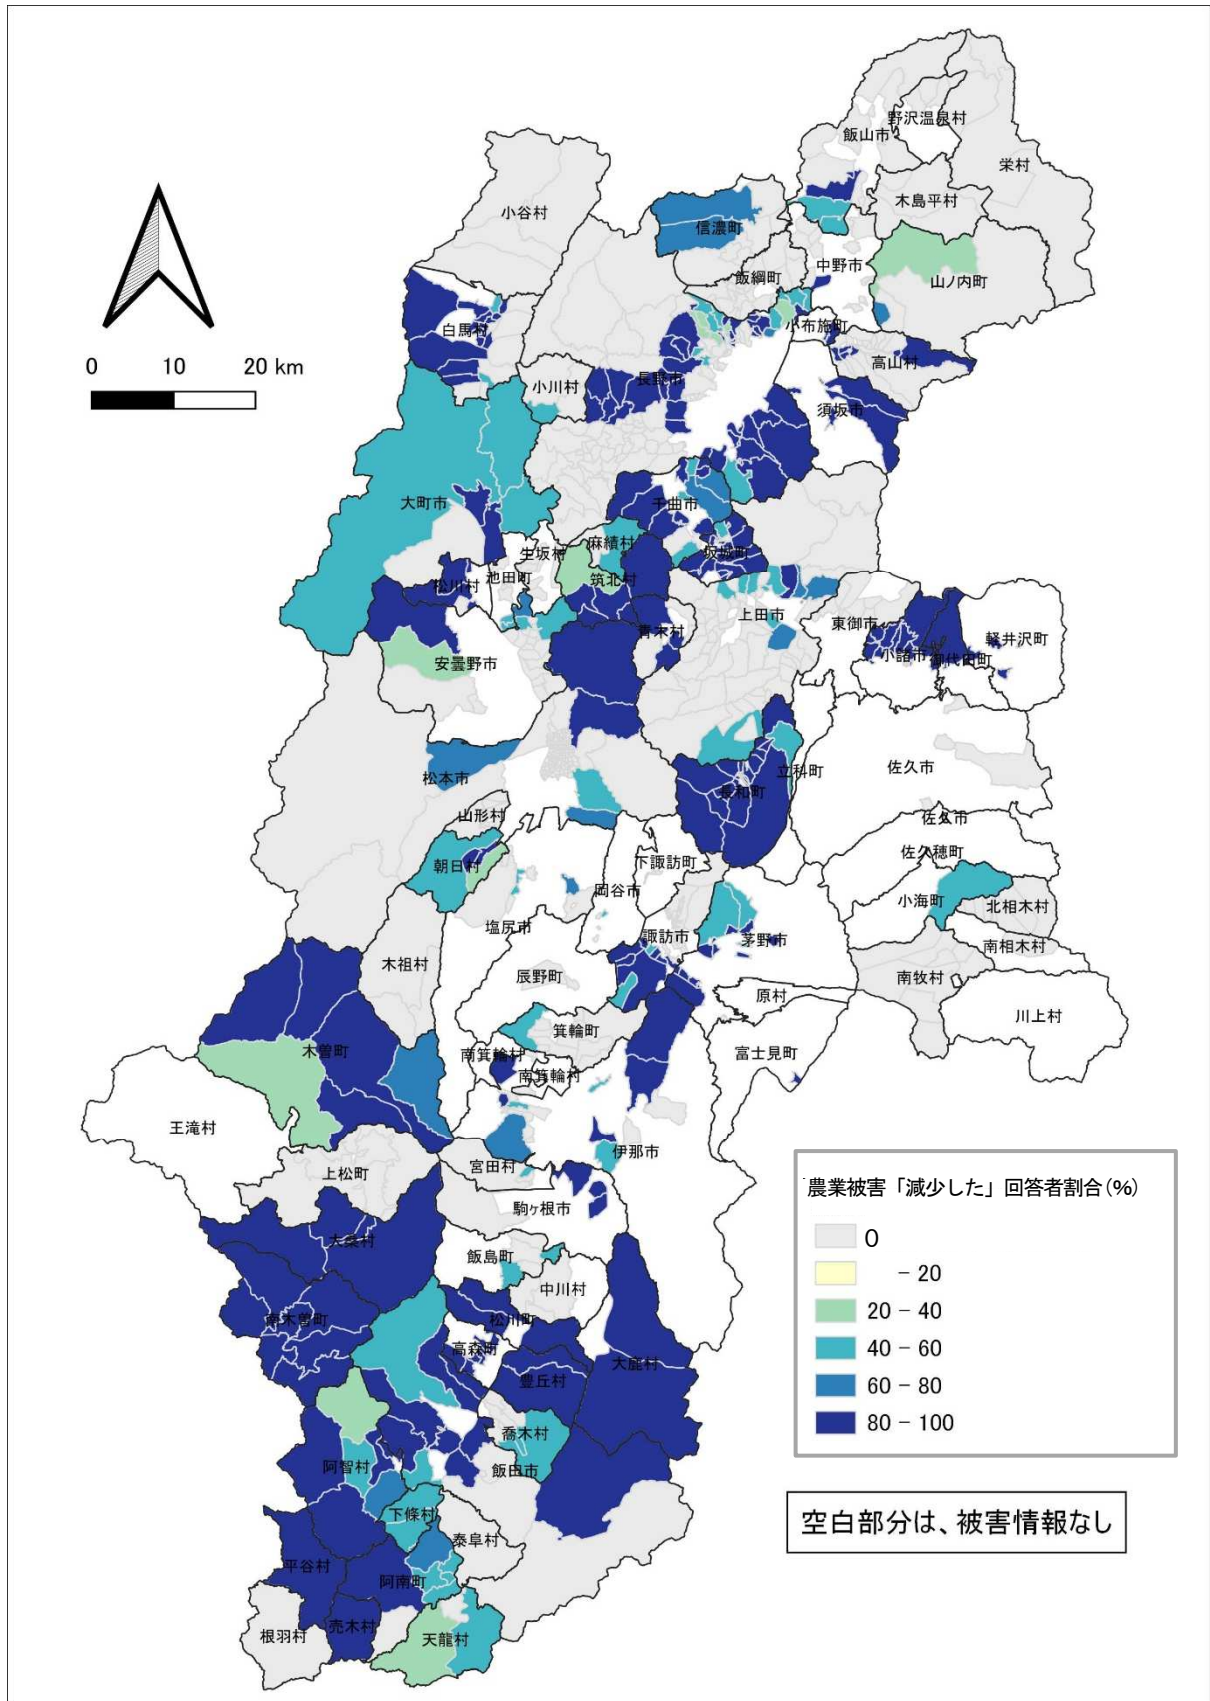 野沢温泉村
飯山市
栄村
木島平村
小谷村
信濃町
中野市
飯綱町
山ノ内町
白馬村
小布施町
高山村
0 10 20 km
小川村
長野市
須坂市
大町市
千曲市
麻績村
生坂村
坂城町
池田町
松川村
筑北村
上田市
青木村
東御市
軽井沢町
小諸市
御代田町
安曇野市
佐久市
松本市
立科町
長和町
山形村
佐久市
佐久穂町
朝日村
下諏訪町
岡谷市
小海町
北相木村
塩尻市
諏訪市
茅野市
南相木村
木祖村
辰野町
南牧村
原村
川上村
箕輪町
木曽町
南箕輪村
富士見町
南箕輪村
王滝村
伊那市
上松町
宮田村
駒ヶ根市
大桑村
飯島町
中川村
南木曽町
松川町
高森町
大鹿村
豊丘村
喬木村
阿智村
飯田市
下條村
泰阜村
平谷村
阿南町
売木村
根羽村
天龍村
農業被害「減少した」回答者割合(%)
0
- 20
20 - 40
40 - 60
60 - 80
80 - 100
空白部分は、被害情報なし